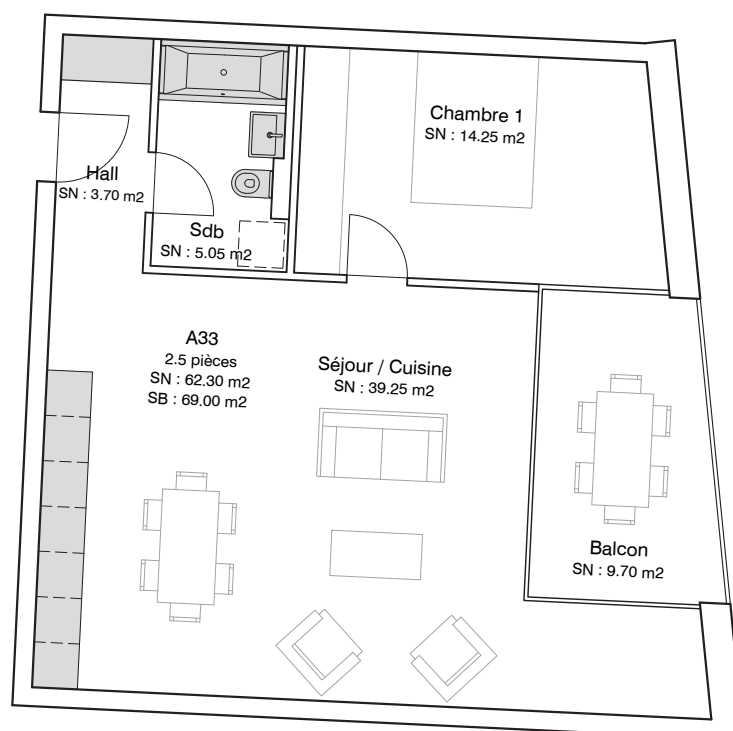 Chambre 1
SN : 14.25 m2
Hall
SN : 3.70 m2
Sdb
SN : 5.05 m2
A33
2.5 pièces
SN : 62.30 m2
SB : 69.00 m2
Séjour / Cuisine
SN : 39.25 m2
Balcon
SN : 9.70 m2